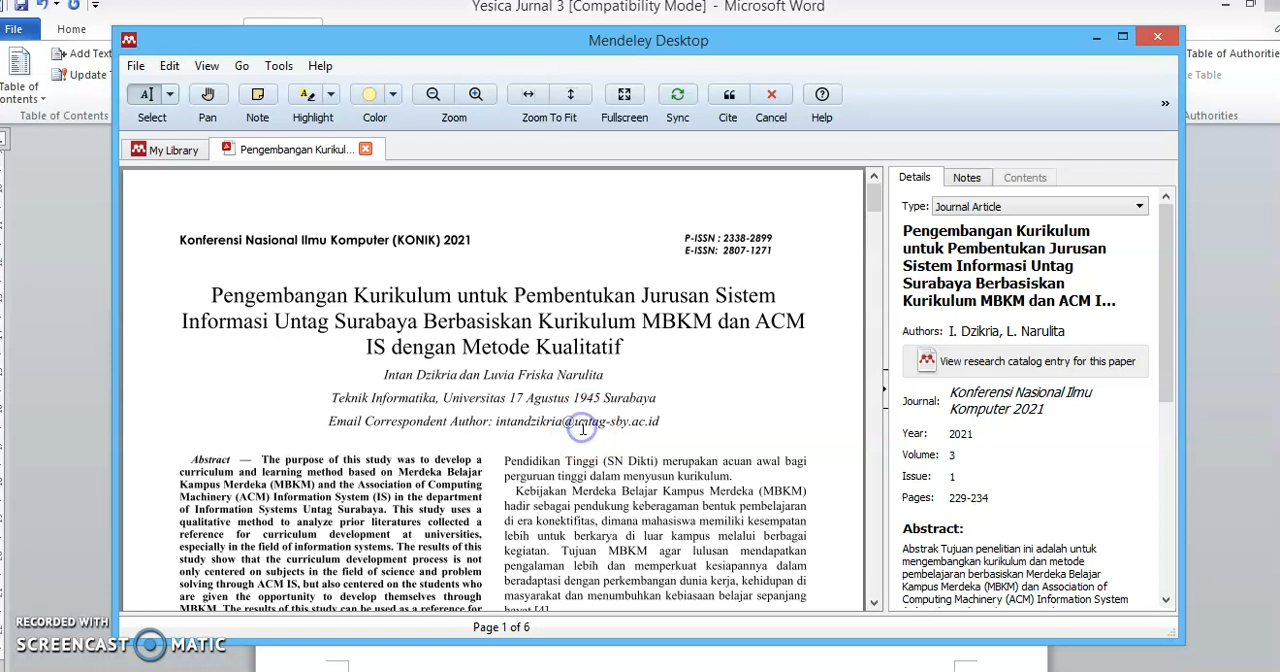 Yesica Jurnal 3 [Compatibility Mode] - Microsoft Word
File
Home
Add Text
Update
Table of
Contents
Table of Contents
Table of Authorities
Table
Authorities
Mendeley Desktop
File Edit View Go Tools Help
Select Pan Note Highlight Color Zoom Zoom To Fit Fullscreen Sync Cite Cancel Help
My Library
Pengembangan Kurikul...
Konferensi Nasional Ilmu Komputer (KONIK) 2021
P-ISSN : 2338-2899
E-ISSN: 2807-1271
Pengembangan Kurikulum untuk Pembentukan Jurusan Sistem
Informasi Untag Surabaya Berbasiskan Kurikulum MBKM dan ACM
IS dengan Metode Kualitatif
Intan Dzikria dan Luvia Friska Narulita
Teknik Informatika, Universitas 17 Agustus 1945 Surabaya
Email Correspondent Author: intandzikria@untag-sby.ac.id
Abstract — The purpose of this study was to develop a
curriculum and learning method based on Merdeka Belajar
Kampus Merdeka (MBKM) and the Association of Computing
Machinery (ACM) Information System (IS) in the department
of Information Systems Untag Surabaya. This study uses a
qualitative method to analyze prior literatures collected a
reference for curriculum development at universities,
especially in the field of information systems. The results of this
study show that the curriculum development process is not
only centered on subjects in the field of science and problem
solving through ACM IS, but also centered on the students who
are given the opportunity to develop themselves through
MBKM. The results of this study can be used as a reference for
Pendidikan Tinggi (SN Dikti) merupakan acuan awal bagi
perguruan tinggi dalam menyusun kurikulum.
Kebijakan Merdeka Belajar Kampus Merdeka (MBKM)
hadir sebagai pendukung keberagaman bentuk pembelajaran
di era konektifitas, dimana mahasiswa memiliki kesempatan
lebih untuk berkarya di luar kampus melalui berbagai
kegiatan. Tujuan MBKM agar lulusan mendapatkan
pengalaman lebih dan memperkuat kesiapannya dalam
beradaptasi dengan perkembangan dunia kerja, kehidupan di
masyarakat dan menumbuhkan kebiasaan belajar sepanjang
hayat [4].
Details Notes Contents
Type: Journal Article
Pengembangan Kurikulum
untuk Pembentukan Jurusan
Sistem Informasi Untag
Surabaya Berbasiskan
Kurikulum MBKM dan ACM I...
Authors: I. Dzikria, L. Narulita
View research catalog entry for this paper
Journal: Konferensi Nasional Ilmu
Komputer 2021
Year: 2021
Volume: 3
Issue: 1
Pages: 229-234
Abstract:
Abstrak Tujuan penelitian ini adalah untuk
mengembangkan kurikulum dan metode
pembelajaran berbasiskan Merdeka Belajar
Kampus Merdeka (MBKM) dan Association of
Computing Machinery (ACM) Information System
Page 1 of 6
RECORDED WITH
SCREENCAST MATIC